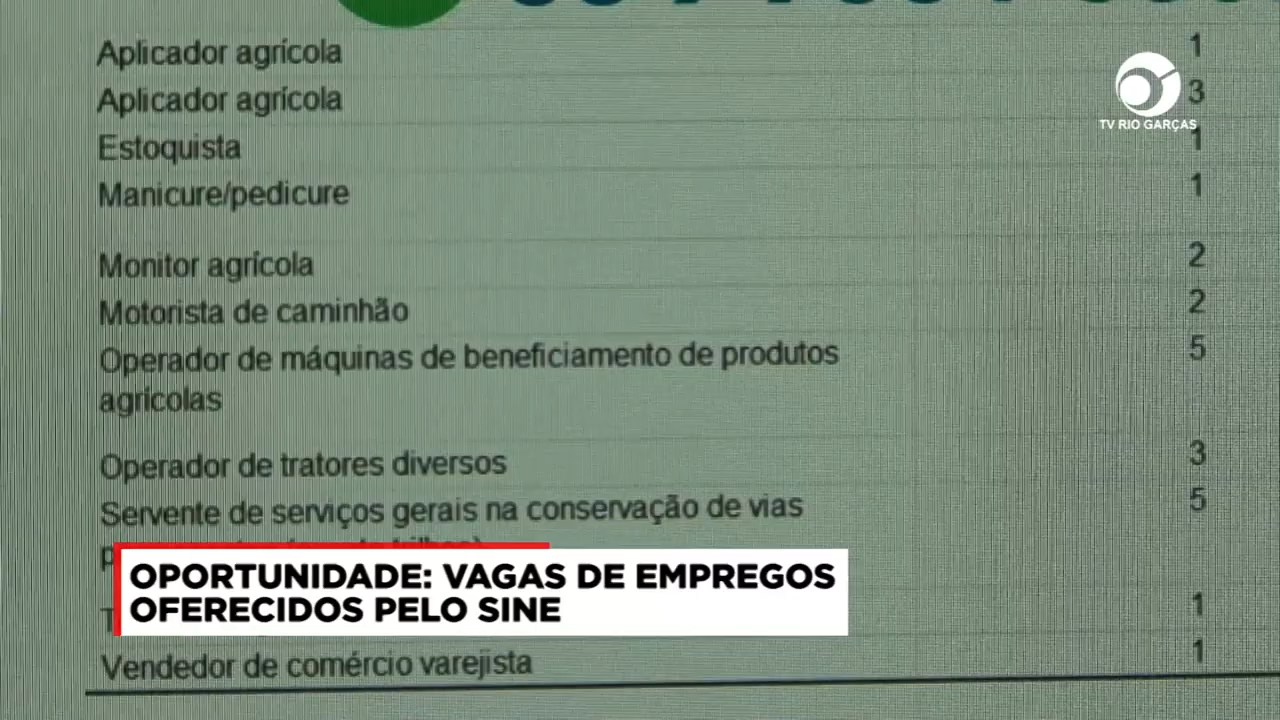 Aplicador agrícola 1
Aplicador agrícola 3
TV RIO GARÇAS
Estoquista 1
Manicure/pedicure 1
Monitor agrícola 2
Motorista de caminhão 2
Operador de máquinas de beneficiamento de produtos 5
agricolas
Operador de tratores diversos 3
Servente de serviços gerais na conservação de vias 5
OPORTUNIDADE: VAGAS DE EMPREGOS
OFERECIDOS PELO SINE
1
Vendedor de comércio varejista 1